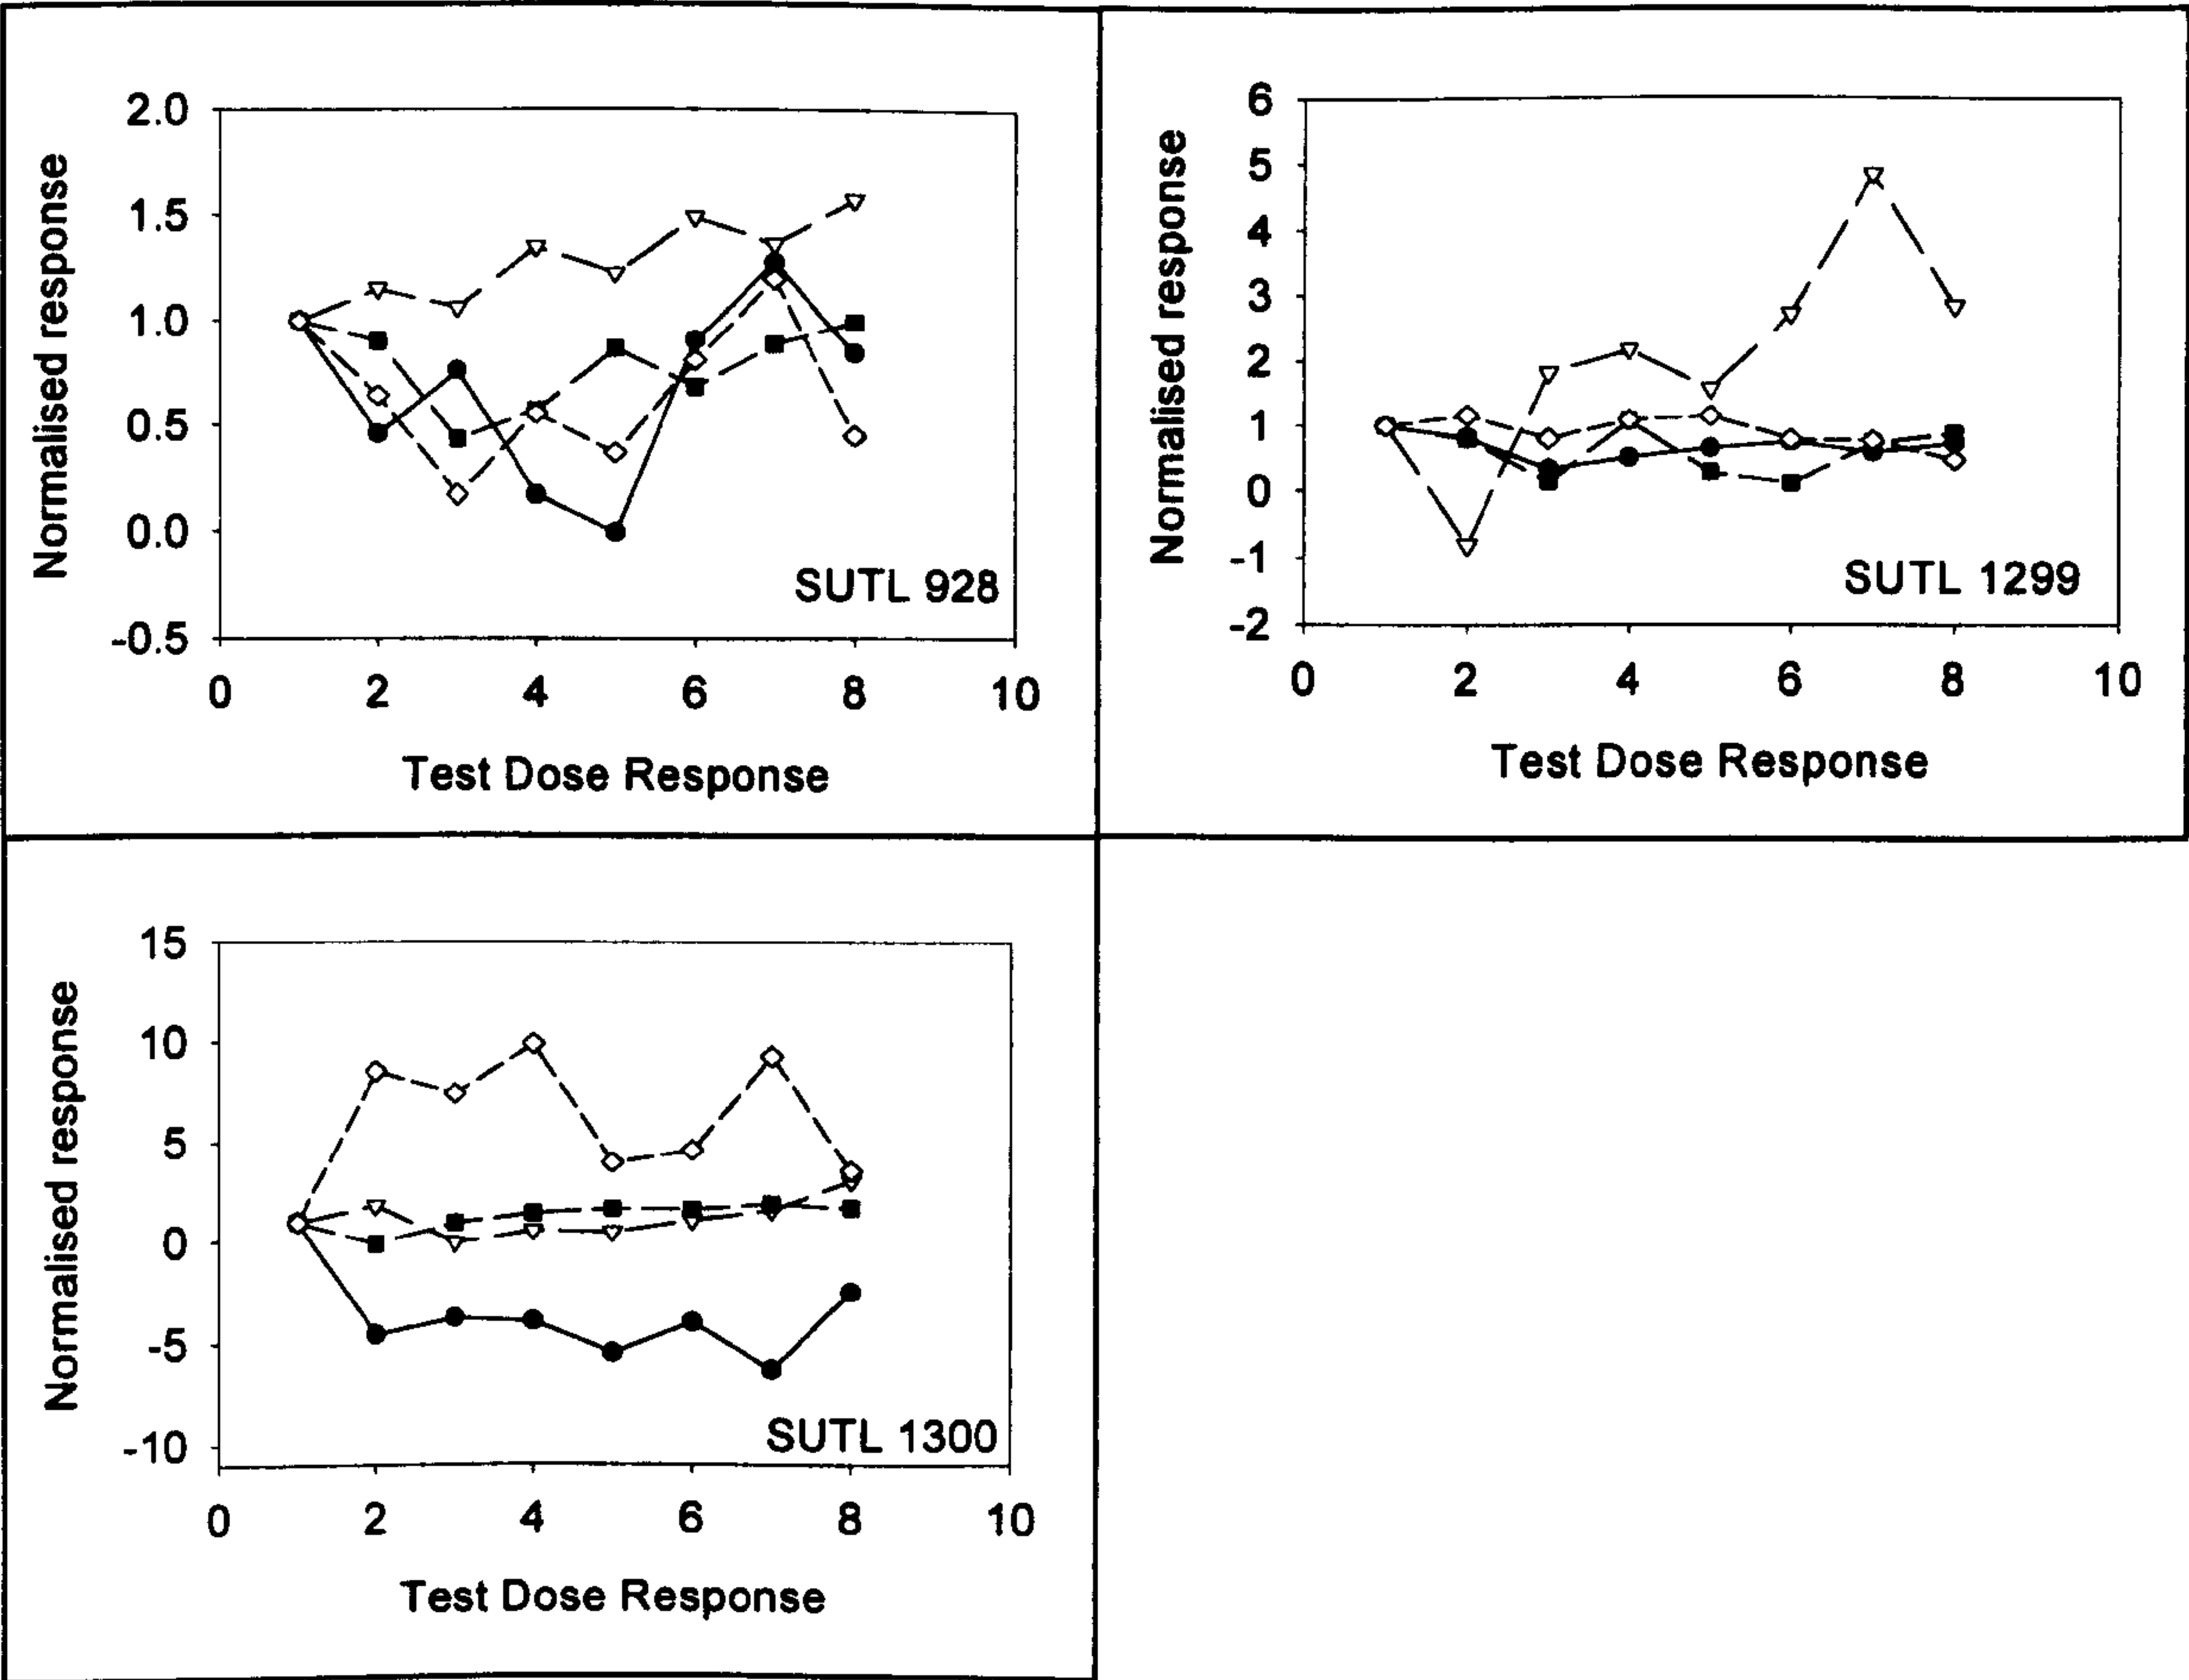 2.0
1.5
1.0
0.5
0.0
-0.5
Normalised response
SUTL 928
0 2 4 6 8 10
Test Dose Response
6
5
4
3
2
1
0
-1
-2
Normalised response
SUTL 1299
0 2 4 6 8 10
Test Dose Response
15
10
5
0
-5
-10
Normalised response
SUTL 1300
0 2 4 6 8 10
Test Dose Response